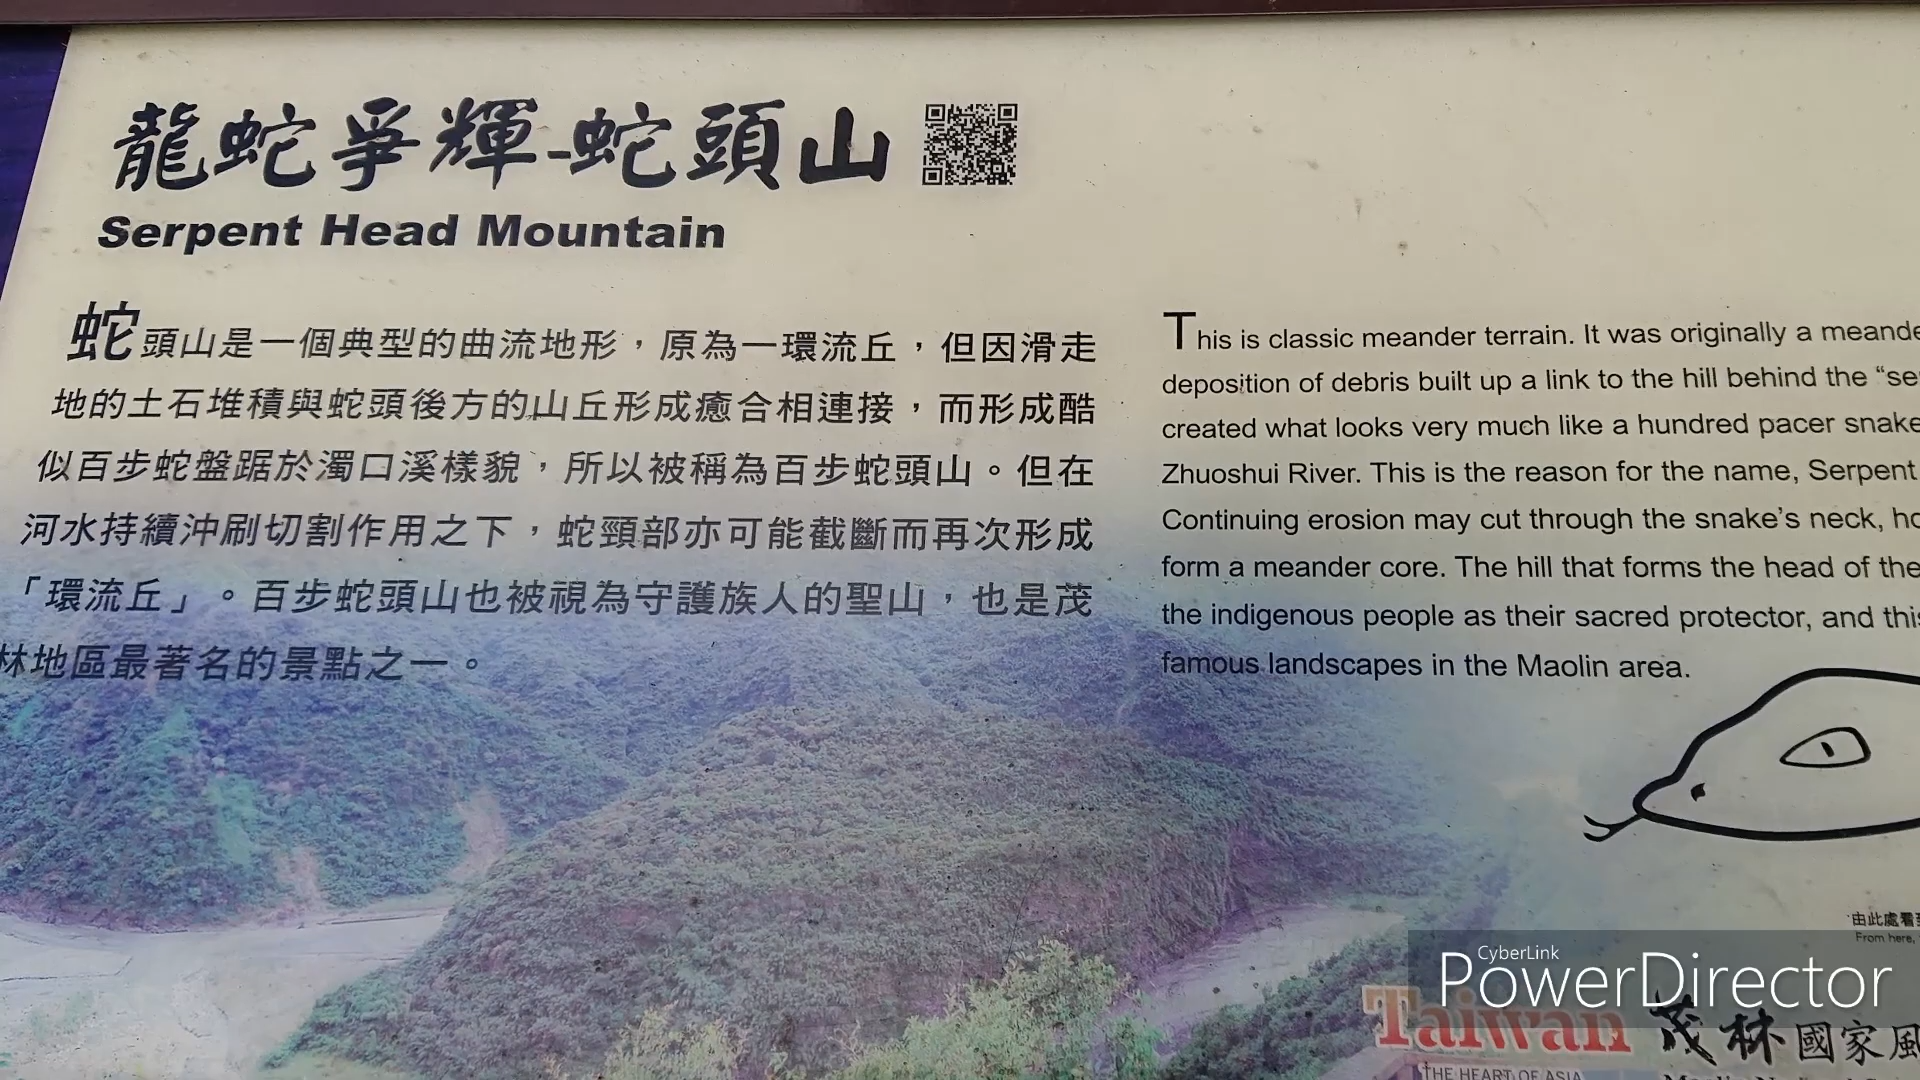 龍蛇爭輝-蛇頭山
Serpent Head Mountain
蛇頭山是一個典型的曲流地形，原為一環流丘，但因滑走
地的土石堆積與蛇頭後方的山丘形成癒合相連接，而形成酷
似百步蛇盤踞於濁口溪樣貌，所以被稱為百步蛇頭山。但在
河水持續沖刷切割作用之下，蛇頸部亦可能截斷而再次形成
「環流丘」。百步蛇頭山也被視為守護族人的聖山，也是茂
林地區最著名的景點之一。
This is classic meander terrain. It was originally a meande
deposition of debris built up a link to the hill behind the “se
created what looks very much like a hundred pacer snake
Zhuoshui River. This is the reason for the name, Serpent
Continuing erosion may cut through the snake’s neck, ho
form a meander core. The hill that forms the head of the
the indigenous people as their sacred protector, and this
famous landscapes in the Maolin area.
由此處看
From here,
CyberLink
PowerDirector
Taiwan
THE HEART OF ASIA
茂林國家風